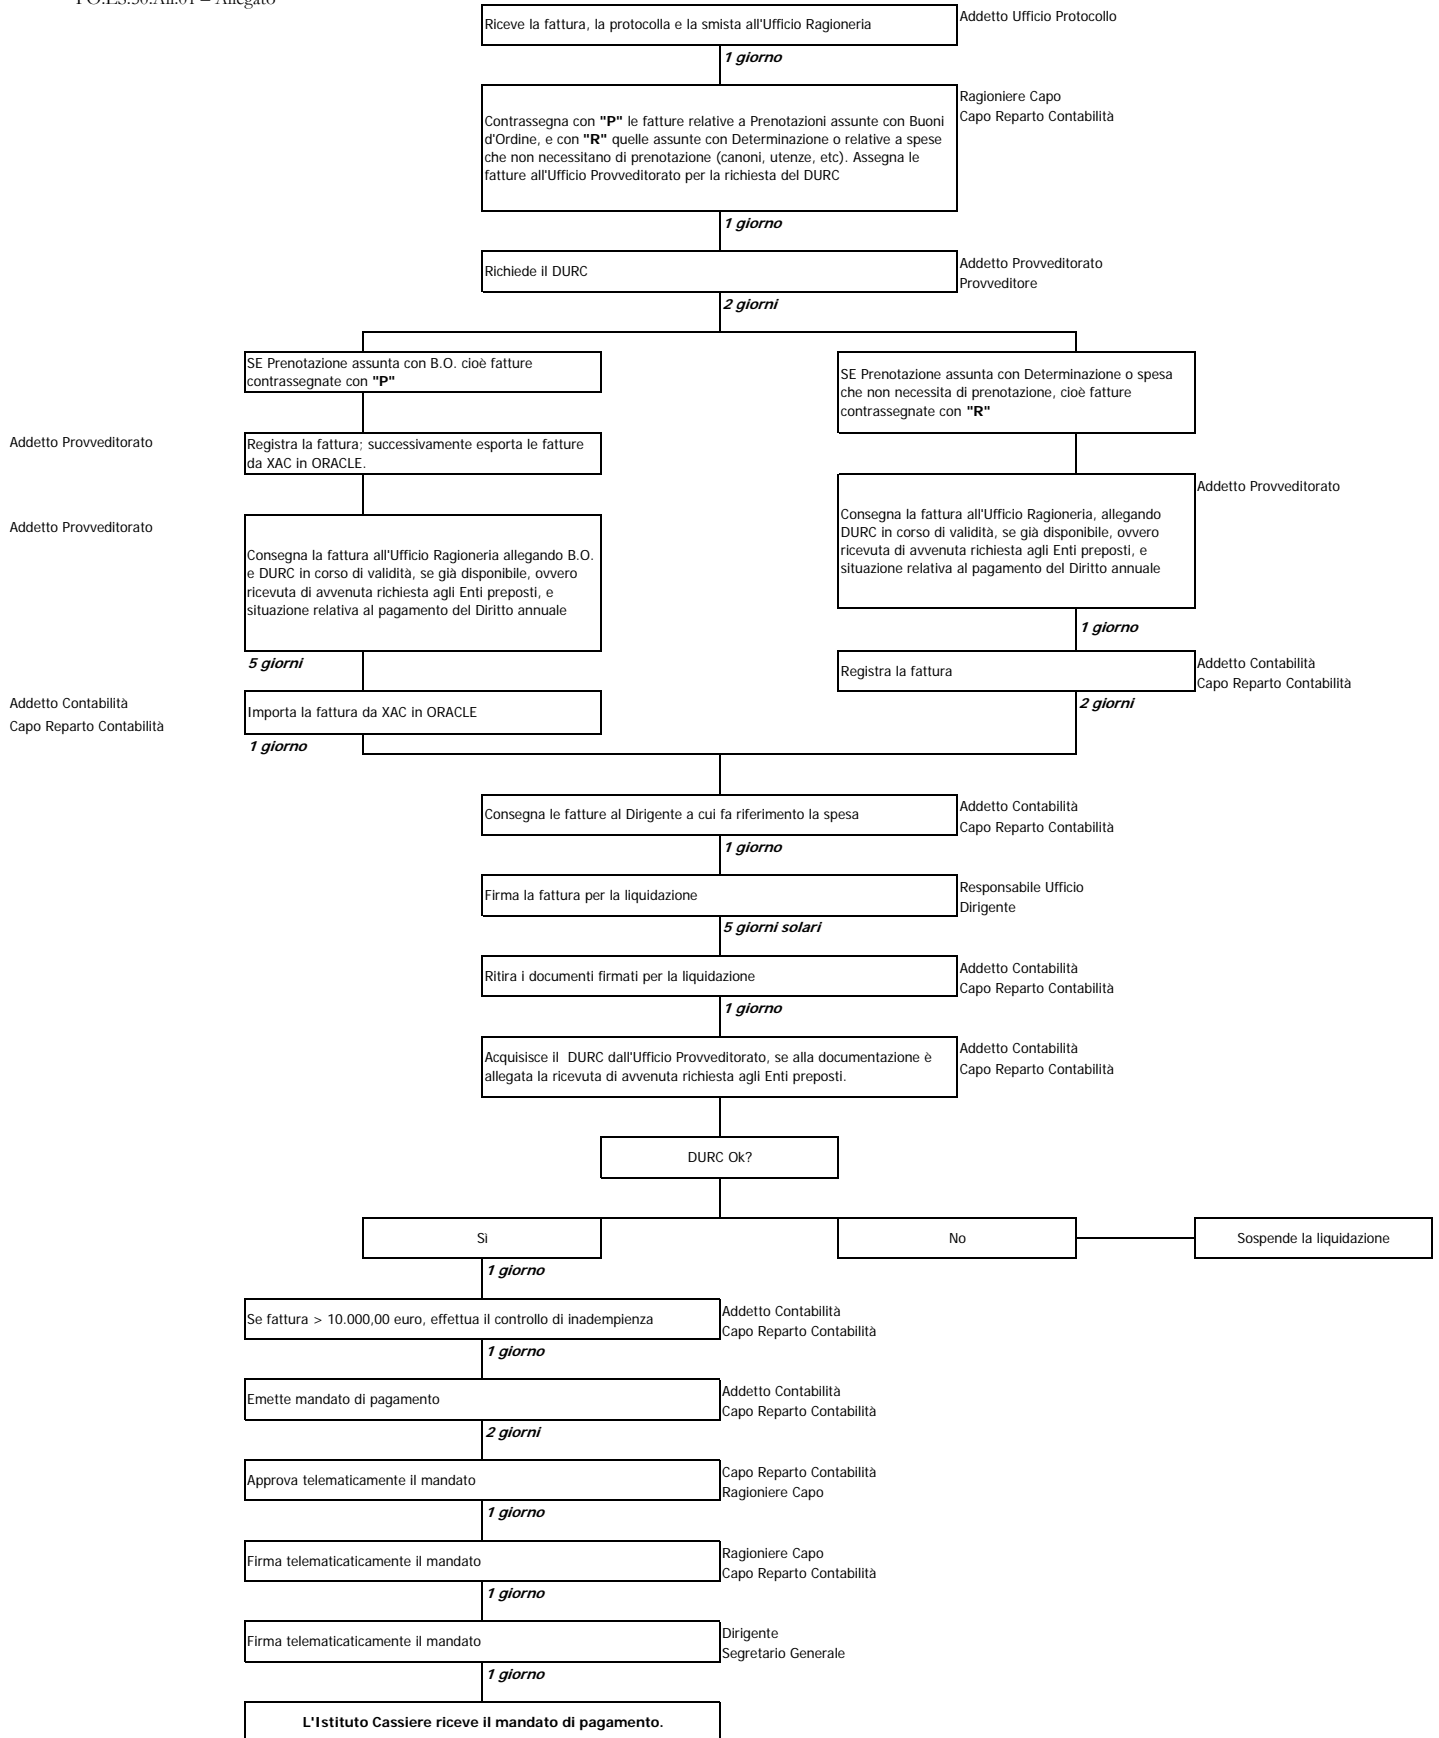 PO.ES.30.All.01 – Allegato
Riceve la fattura, la protocolla e la smista all'Ufficio Ragioneria
Addetto Ufficio Protocollo
1 giorno
Contrassegna con "P" le fatture relative a Prenotazioni assunte con Buoni
d'Ordine, e con "R" quelle assunte con Determinazione o relative a spese
che non necessitano di prenotazione (canoni, utenze, etc). Assegna le
fatture all'Ufficio Provveditorato per la richiesta del DURC
Ragioniere Capo
Capo Reparto Contabilità
1 giorno
Richiede il DURC
Addetto Provveditorato
Provveditore
2 giorni
SE Prenotazione assunta con B.O. cioè fatture
contrassegnate con "P"
Addetto Provveditorato
Registra la fattura; successivamente esporta le fatture
da XAC in ORACLE.
Addetto Provveditorato
Consegna la fattura all'Ufficio Ragioneria allegando B.O.
e DURC in corso di validità, se già disponibile, ovvero
ricevuta di avvenuta richiesta agli Enti preposti, e
situazione relativa al pagamento del Diritto annuale
5 giorni
Addetto Contabilità
Capo Reparto Contabilità
Importa la fattura da XAC in ORACLE
1 giorno
SE Prenotazione assunta con Determinazione o spesa
che non necessita di prenotazione, cioè fatture
contrassegnate con "R"
Addetto Provveditorato
Consegna la fattura all'Ufficio Ragioneria, allegando
DURC in corso di validità, se già disponibile, ovvero
ricevuta di avvenuta richiesta agli Enti preposti, e
situazione relativa al pagamento del Diritto annuale
1 giorno
Registra la fattura
Addetto Contabilità
Capo Reparto Contabilità
2 giorni
Consegna le fatture al Dirigente a cui fa riferimento la spesa
Addetto Contabilità
Capo Reparto Contabilità
1 giorno
Firma la fattura per la liquidazione
Responsabile Ufficio
Dirigente
5 giorni solari
Ritira i documenti firmati per la liquidazione
Addetto Contabilità
Capo Reparto Contabilità
1 giorno
Acquisisce il  DURC dall'Ufficio Provveditorato, se alla documentazione è
allegata la ricevuta di avvenuta richiesta agli Enti preposti.
Addetto Contabilità
Capo Reparto Contabilità
DURC Ok?
Sì
No
Sospende la liquidazione
1 giorno
Se fattura > 10.000,00 euro, effettua il controllo di inadempienza
Addetto Contabilità
Capo Reparto Contabilità
1 giorno
Emette mandato di pagamento
Addetto Contabilità
Capo Reparto Contabilità
2 giorni
Approva telematicamente il mandato
Capo Reparto Contabilità
Ragioniere Capo
1 giorno
Firma telematicaticamente il mandato
Ragioniere Capo
Capo Reparto Contabilità
1 giorno
Firma telematicaticamente il mandato
Dirigente
Segretario Generale
1 giorno
L'Istituto Cassiere riceve il mandato di pagamento.